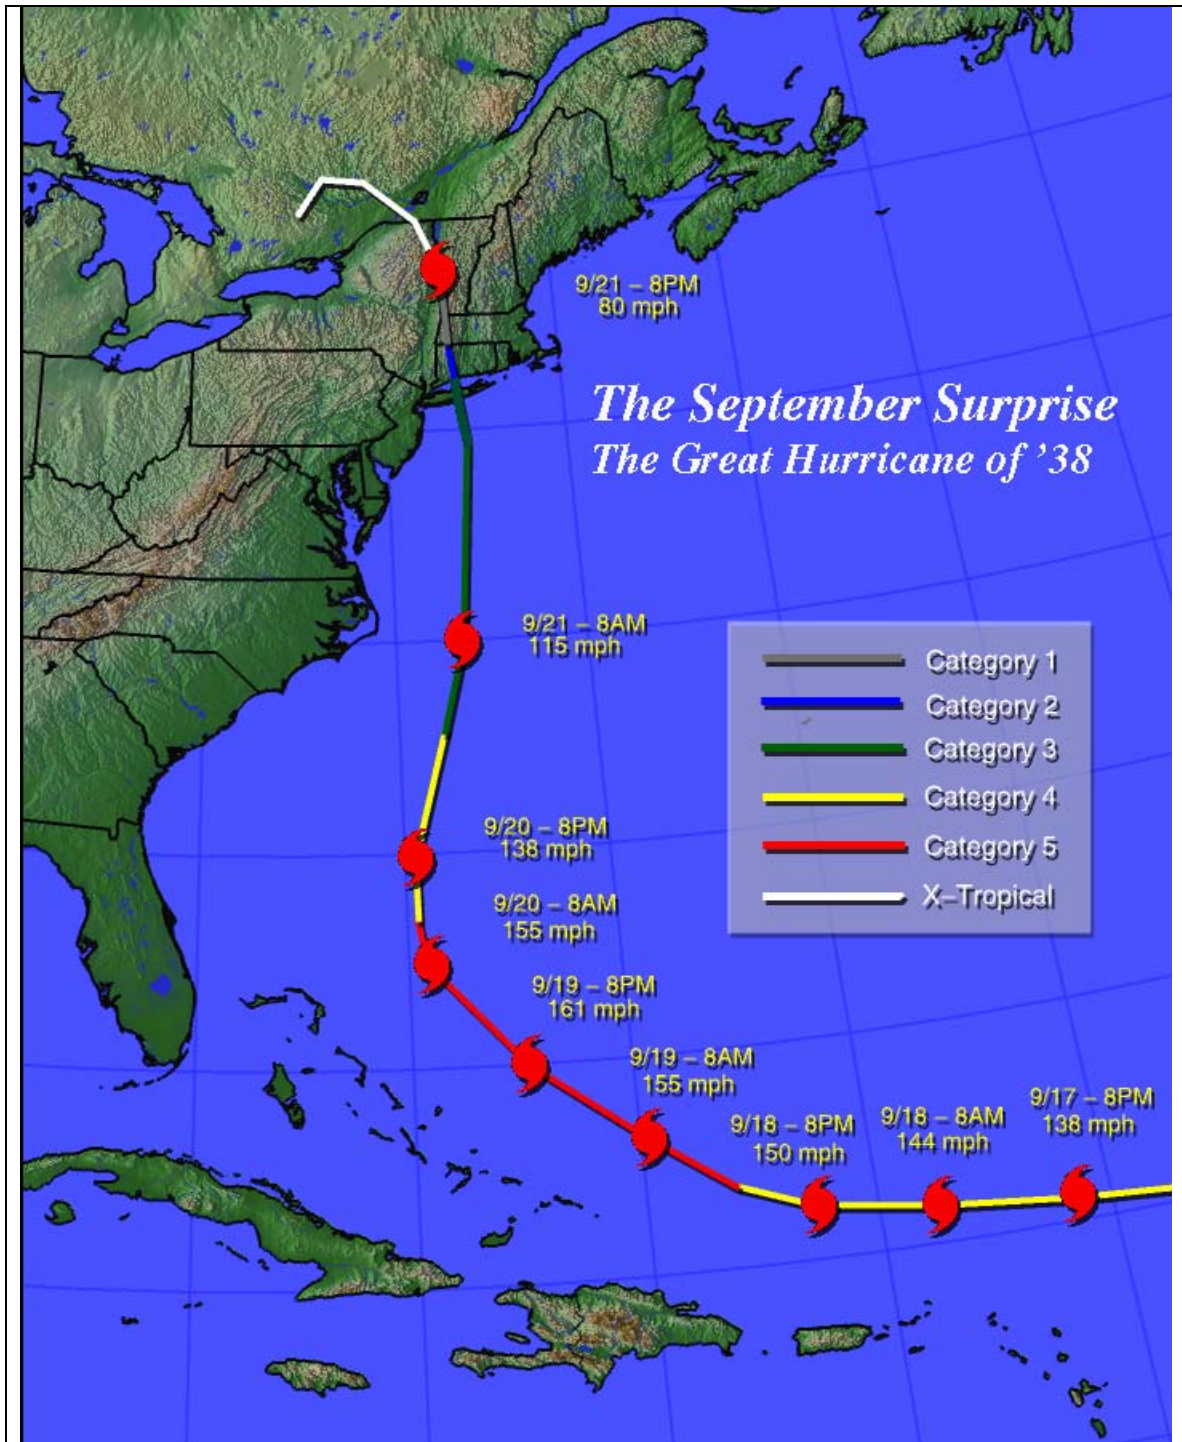 9/21 – 8PM
80 mph
The September Surprise
The Great Hurricane of ’38
9/21 – 8AM
115 mph
Category 1
Category 2
Category 3
Category 4
Category 5
X–Tropical
9/20 – 8PM
138 mph
9/20 – 8AM
155 mph
9/19 – 8PM
161 mph
9/19 – 8AM
155 mph
9/18 – 8PM
150 mph
9/18 – 8AM
144 mph
9/17 – 8PM
138 mph